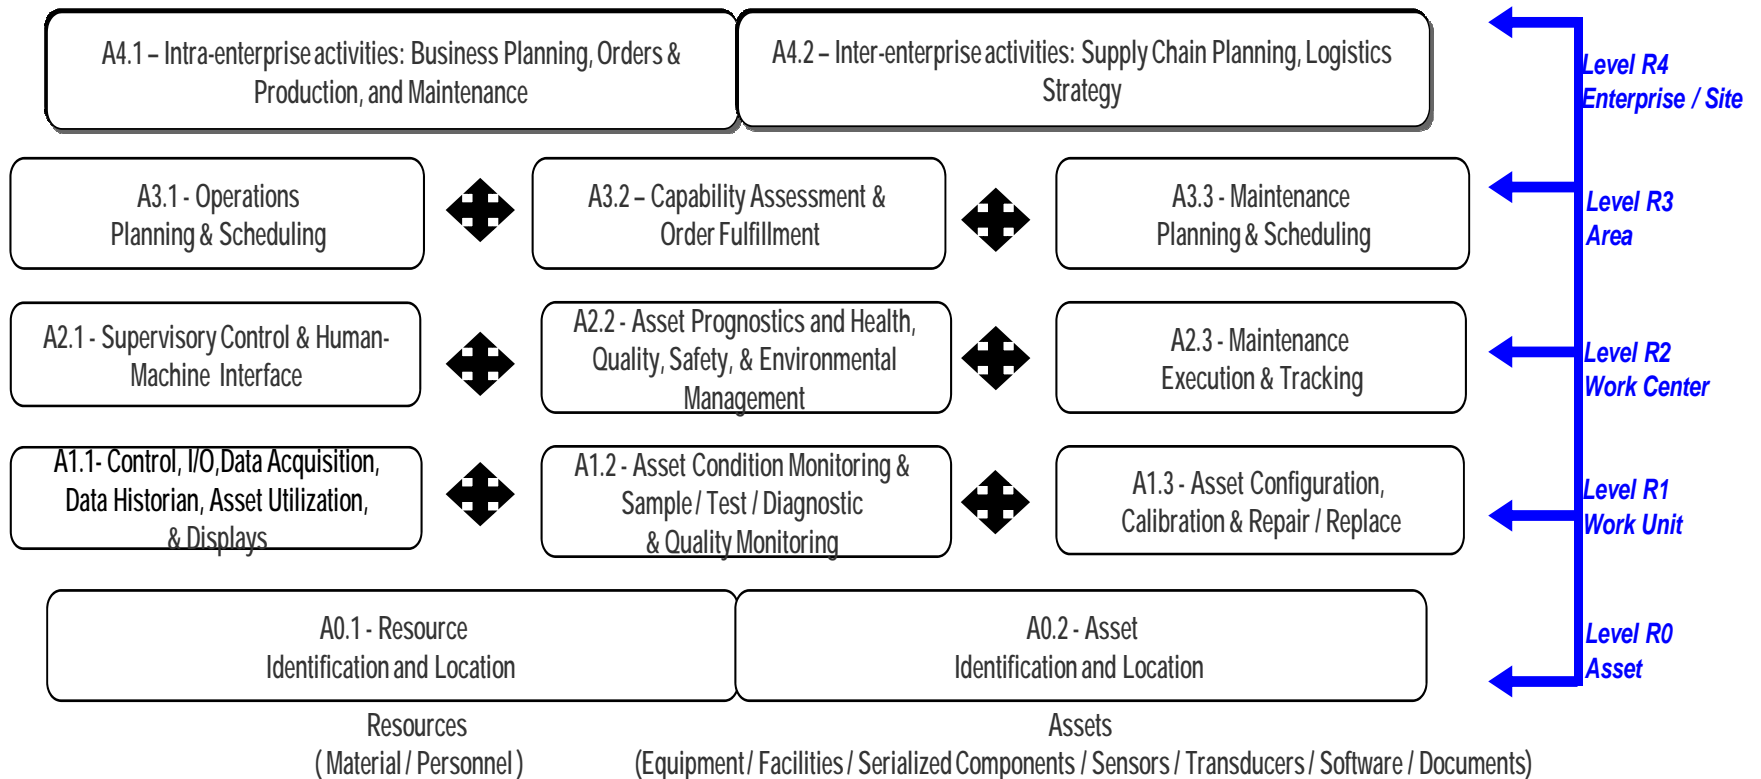 A4.1 – Intra-enterprise activities: Business Planning, Orders &
Production, and Maintenance
A4.2 – Inter-enterprise activities: Supply Chain Planning, Logistics
Strategy
Level R4
Enterprise / Site
A3.1 - Operations
Planning & Scheduling
A3.2 – Capability Assessment &
Order Fulfillment
A3.3 - Maintenance
Planning & Scheduling
Level R3
Area
A2.1 - Supervisory Control & Human-
Machine Interface
A2.2 - Asset Prognostics and Health,
Quality, Safety, & Environmental
Management
A2.3 - Maintenance
Execution & Tracking
Level R2
Work Center
A1.1- Control, I/O,Data Acquisition,
Data Historian, Asset Utilization,
& Displays
A1.2 - Asset Condition Monitoring &
Sample / Test / Diagnostic
& Quality Monitoring
A1.3 - Asset Configuration,
Calibration & Repair / Replace
Level R1
Work Unit
A0.1 - Resource
Identification and Location
A0.2 - Asset
Identification and Location
Level R0
Asset
Resources
( Material / Personnel )
Assets
(Equipment / Facilities / Serialized Components / Sensors / Transducers / Software / Documents)